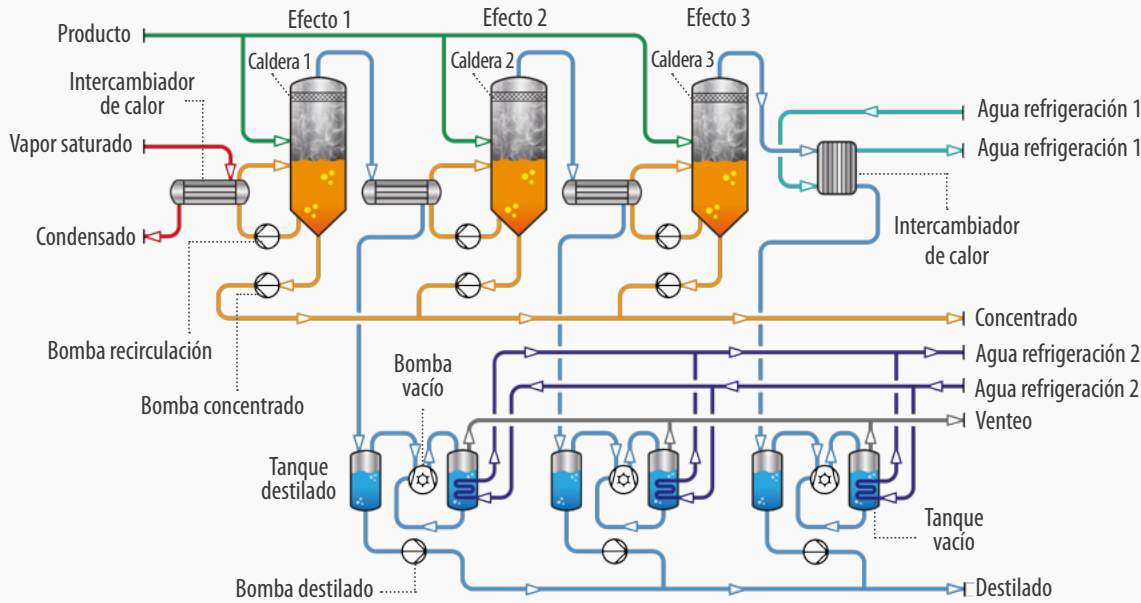 Efecto 1
Efecto 2
Efecto 3
Producto
Caldera 1
Caldera 2
Caldera 3
Intercambiador
de calor
Vapor saturado
Condensado
Agua refrigeración 1
Agua refrigeración 1
Intercambiador
de calor
Concentrado
Bomba recirculación
Bomba concentrado
Bomba
vacío
Agua refrigeración 2
Agua refrigeración 2
Venteo
Tanque
destilado
Tanque
vacío
Bomba destilado
Destilado